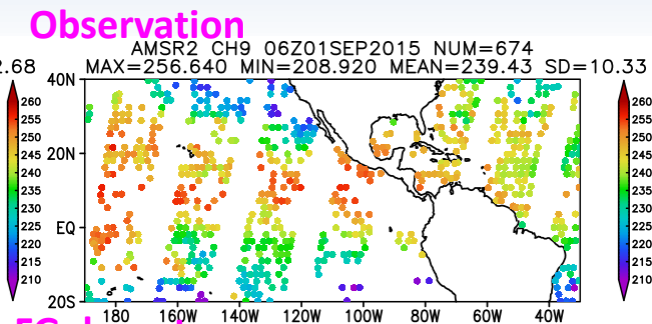 Observation
AMSR2 CH9 06Z01SEP2015 NUM=674
2.68 MAX=256.640 MIN=208.920 MEAN=239.43 SD=10.33
40N
260 260
255 255
250 250
245 245
20N
240 240
235 235
230 230
EQ
225 225
220 220
215 215
210 210
20S
180 160W 140W 120W 100W 80W 60W 40W